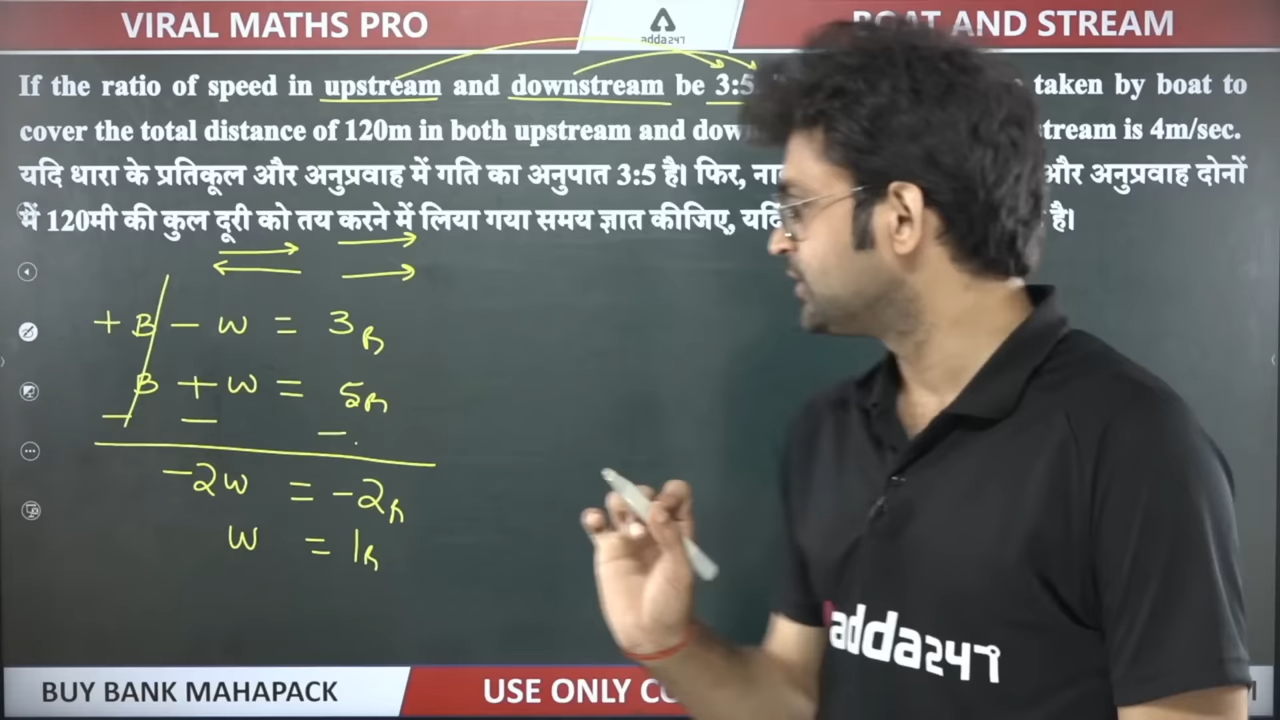 VIRAL MATHS PRO
adda247
BOAT AND STREAM
If the ratio of speed in upstream and downstream be 3:5 taken by boat to
cover the total distance of 120m in both upstream and stream is 4m/sec.
यदि धारा के प्रतिकूल और अनुप्रवाह में गति का अनुपात 3:5 है। फिर, और अनुप्रवाह दोनों
में 120मी की कुल दूरी को तय करने में लिया गया समय ज्ञात कीजिए, यदि है।
+ B - W = 3R
B + W = 5R
- - -
-2W = -2R
W = 1R
adda247
BUY BANK MAHAPACK
USE ONLY